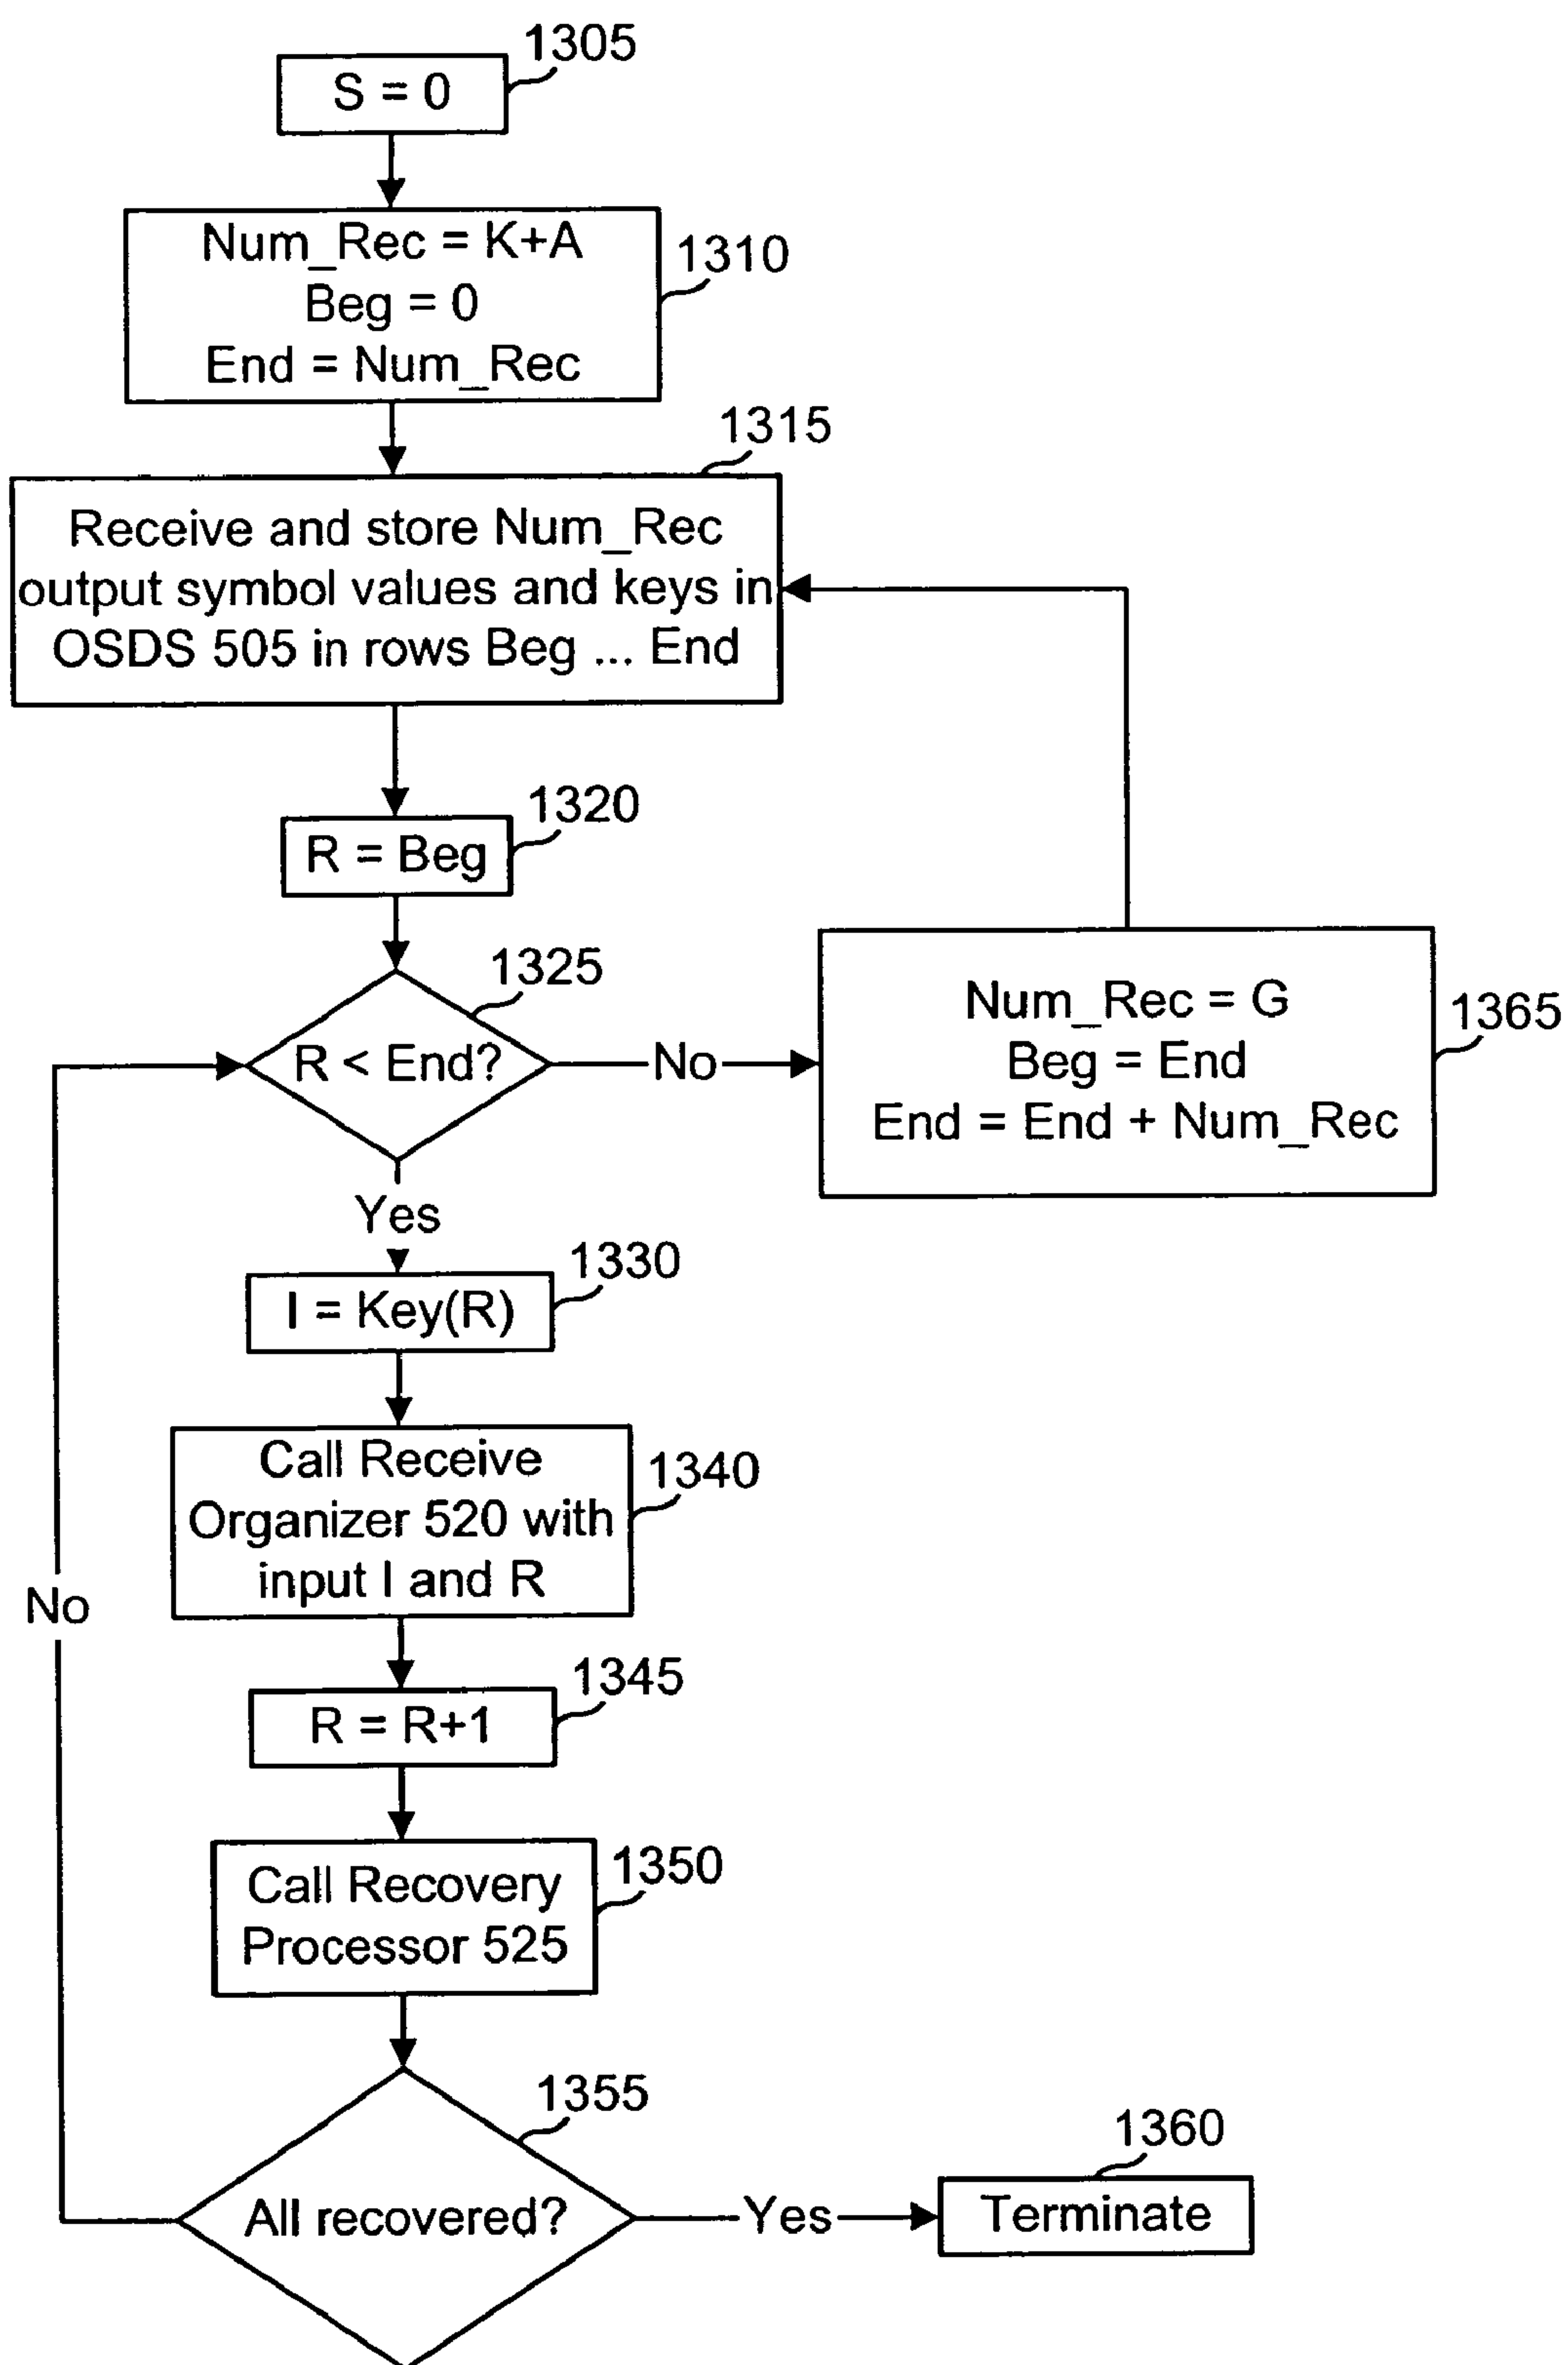 1305
S = 0
Num_Rec = K+A
Beg = 0
End = Num_Rec
1310
1315
Receive and store Num_Rec
output symbol values and keys in
OSDS 505 in rows Beg ... End
1320
R = Beg
1325
R < End?
No
Num_Rec = G
Beg = End
End = End + Num_Rec
1365
Yes
1330
I = Key(R)
Call Receive
Organizer 520 with
input I and R
1340
No
1345
R = R+1
Call Recovery
Processor 525
1350
1355
All recovered?
Yes
1360
Terminate